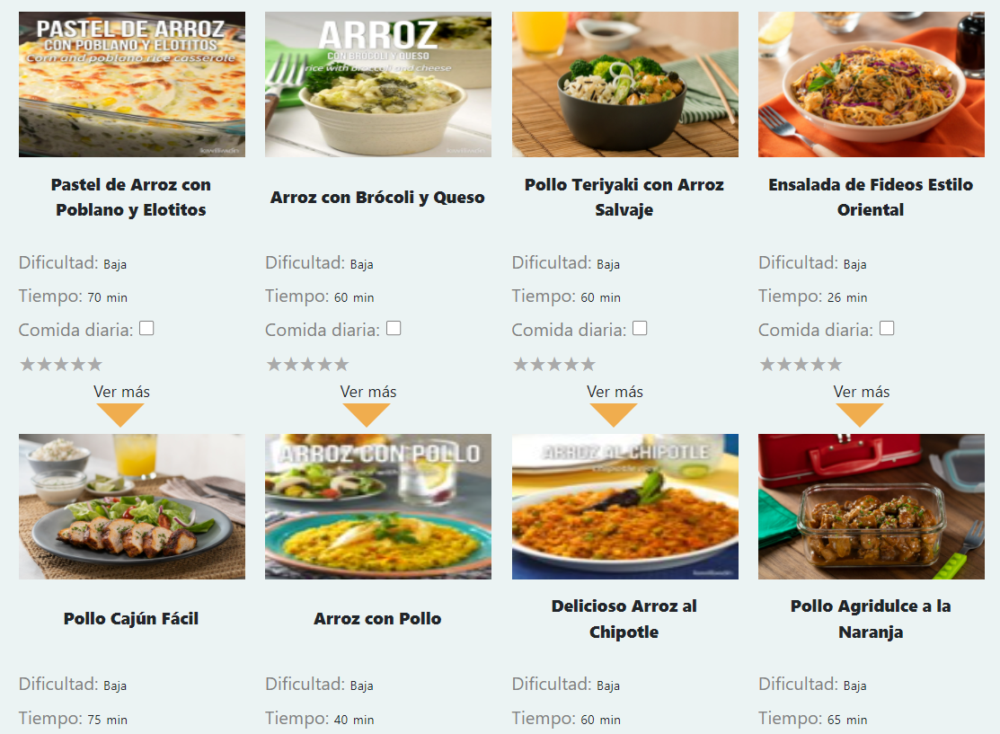 PASTEL DE ARROZ
CON POBLANO Y ELOTITOS
Corn and poblano rice casserole
kiwilimón
Pastel de Arroz con
Poblano y Elotitos
Dificultad: Baja
Tiempo: 70 min
Comida diaria:
★★★★★
Ver más
ARROZ
CON BRÓCOLI Y QUESO
rice with broccoli and cheese
kiwilimón
Arroz con Brócoli y Queso
Dificultad: Baja
Tiempo: 60 min
Comida diaria:
★★★★★
Ver más
Pollo Teriyaki con Arroz
Salvaje
Dificultad: Baja
Tiempo: 60 min
Comida diaria:
★★★★★
Ver más
Ensalada de Fideos Estilo
Oriental
Dificultad: Baja
Tiempo: 26 min
Comida diaria:
★★★★★
Ver más
Pollo Cajún Fácil
Dificultad: Baja
Tiempo: 75 min
ARROZ CON POLLO
Arroz con Pollo
Dificultad: Baja
Tiempo: 40 min
ARROZ AL CHIPOTLE
chipotle rice
kiwilimón
Delicioso Arroz al
Chipotle
Dificultad: Baja
Tiempo: 60 min
Pollo Agridulce a la
Naranja
Dificultad: Baja
Tiempo: 65 min